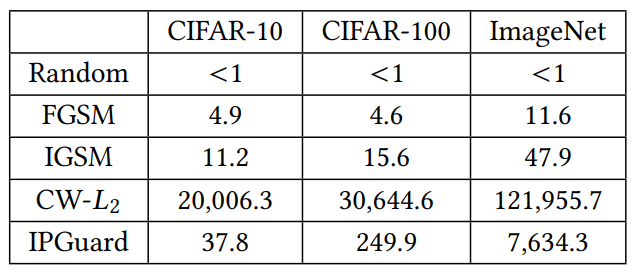 CIFAR-10 CIFAR-100 ImageNet
Random <1 <1 <1
FGSM 4.9 4.6 11.6
IGSM 11.2 15.6 47.9
CW-L2 20,006.3 30,644.6 121,955.7
IPGuard 37.8 249.9 7,634.3